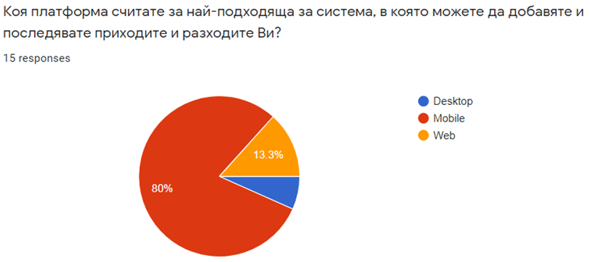 Коя платформа считате за най-подходяща за система, в която можете да добавяте и
последявате приходите и разходите Ви?
15 responses
Desktop
Mobile
Web
13.3%
80%